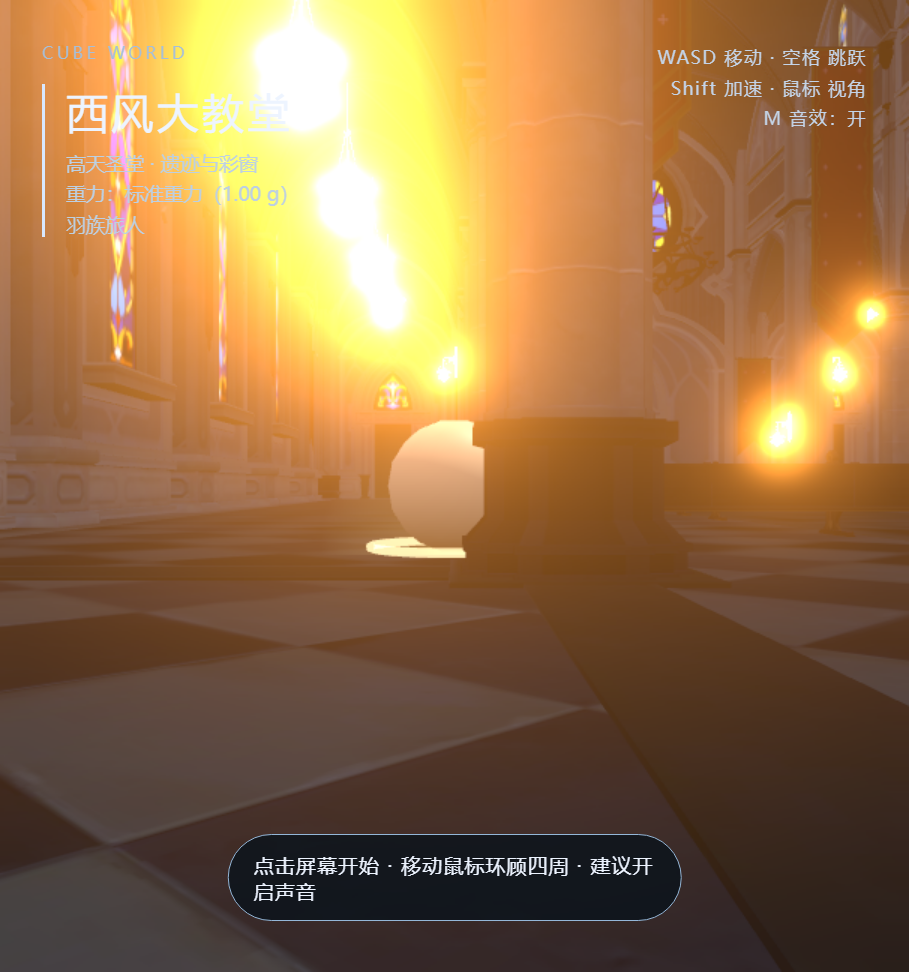 CUBE WORLD
西风大教堂
高天圣堂 · 遗迹与彩窗
重力：标准重力 (1.00 g)
羽族旅人
WASD 移动 · 空格 跳跃
Shift 加速 · 鼠标 视角
M 音效：开
点击屏幕开始 · 移动鼠标环顾四周 · 建议开
启声音